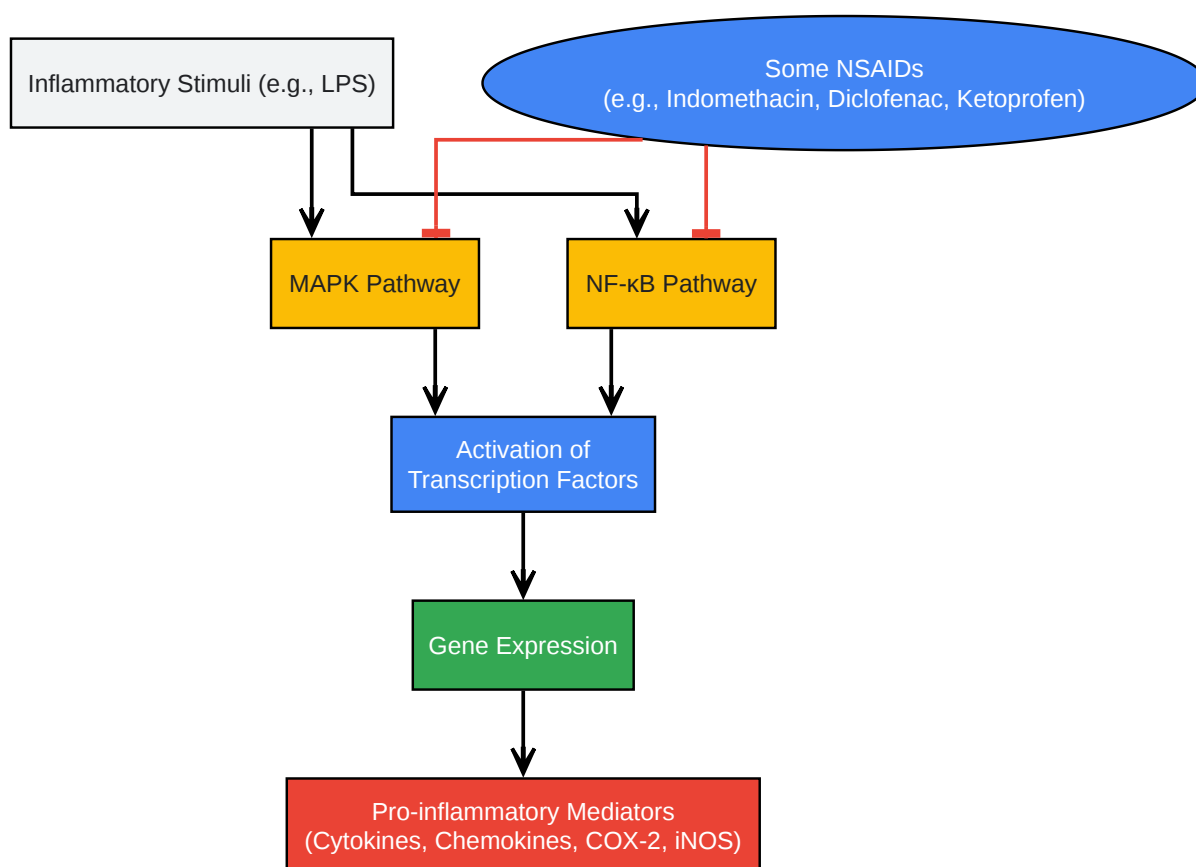 Inflammatory Stimuli (e.g., LPS)
Some NSAIDs
(e.g., Indomethacin, Diclofenac, Ketoprofen)
MAPK Pathway
NF-κB Pathway
Activation of
Transcription Factors
Gene Expression
Pro-inflammatory Mediators
(Cytokines, Chemokines, COX-2, iNOS)